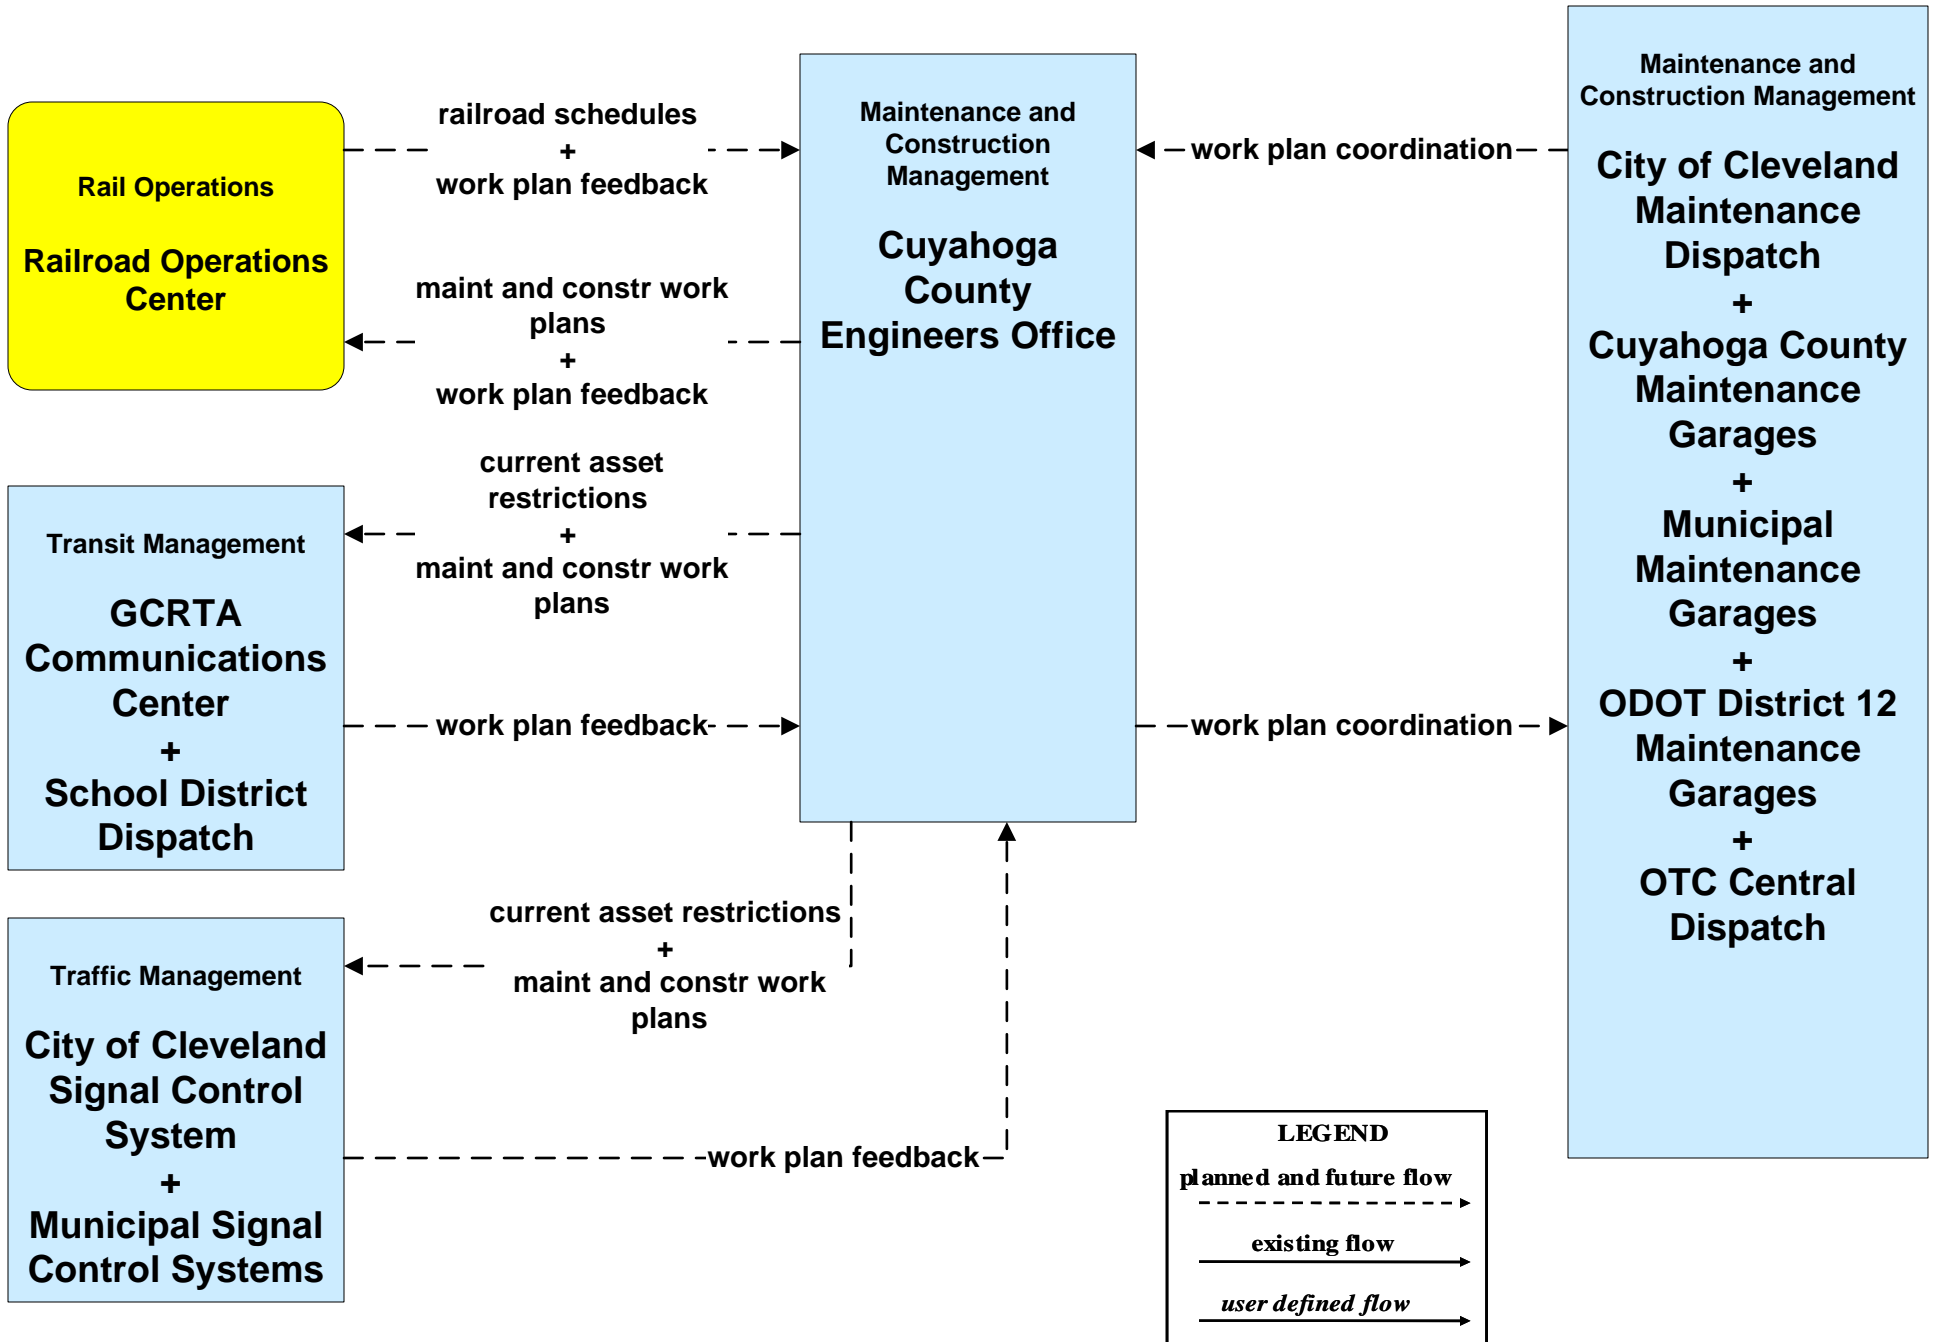 Rail Operations
Railroad Operations
Center
railroad schedules
+
work plan feedback
maint and constr work
plans
+
work plan feedback
Transit Management
GCRTA
Communications
Center
+
School District
Dispatch
current asset
restrictions
+
maint and constr work
plans
work plan feedback
Traffic Management
City of Cleveland
Signal Control
System
+
Municipal Signal
Control Systems
current asset restrictions
+
maint and constr work
plans
work plan feedback
Maintenance and
Construction
Management
Cuyahoga
County
Engineers Office
work plan coordination
work plan coordination
Maintenance and
Construction Management
City of Cleveland
Maintenance
Dispatch
+
Cuyahoga County
Maintenance
Garages
+
Municipal
Maintenance
Garages
+
ODOT District 12
Maintenance
Garages
+
OTC Central
Dispatch
LEGEND
planned and future flow
existing flow
user defined flow